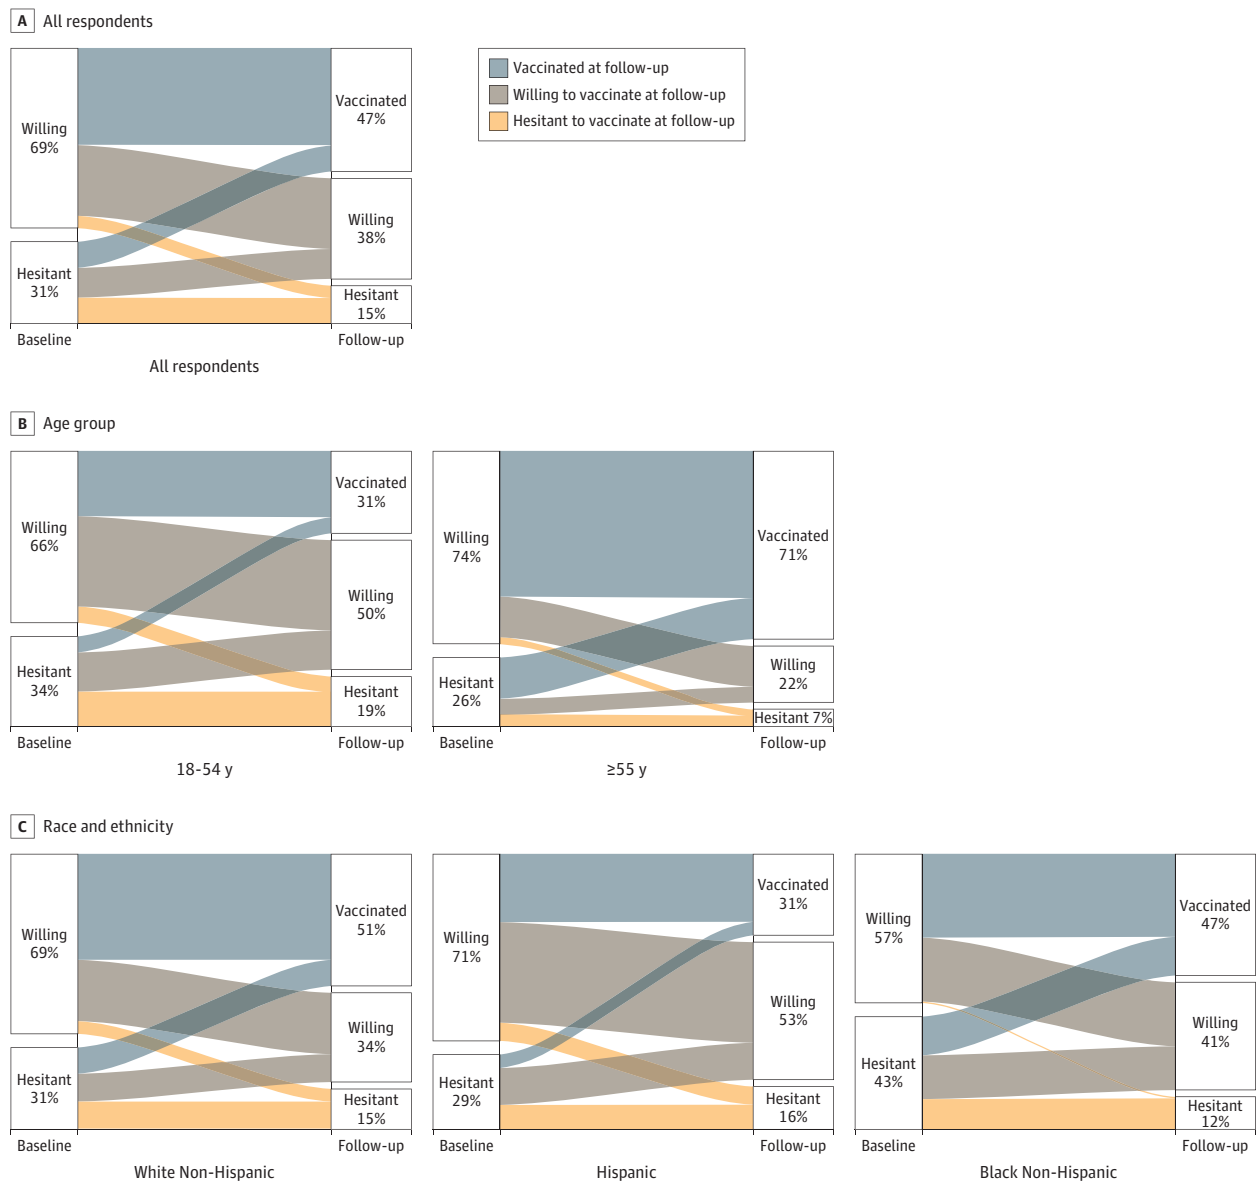 A All respondents
Vaccinated at follow-up
Willing to vaccinate at follow-up
Hesitant to vaccinate at follow-up
Willing
69%
Hesitant
31%
Vaccinated
47%
Willing
38%
Hesitant
15%
Baseline
Follow-up
All respondents
B Age group
Willing
66%
Hesitant
34%
Vaccinated
31%
Willing
50%
Hesitant
19%
Baseline
Follow-up
18-54 y
Willing
74%
Hesitant
26%
Vaccinated
71%
Willing
22%
Hesitant 7%
Baseline
Follow-up
≥55 y
C Race and ethnicity
Willing
69%
Hesitant
31%
Vaccinated
51%
Willing
34%
Hesitant
15%
Baseline
Follow-up
White Non-Hispanic
Willing
71%
Hesitant
29%
Vaccinated
31%
Willing
53%
Hesitant
16%
Baseline
Follow-up
Hispanic
Willing
57%
Hesitant
43%
Vaccinated
47%
Willing
41%
Hesitant
12%
Baseline
Follow-up
Black Non-Hispanic